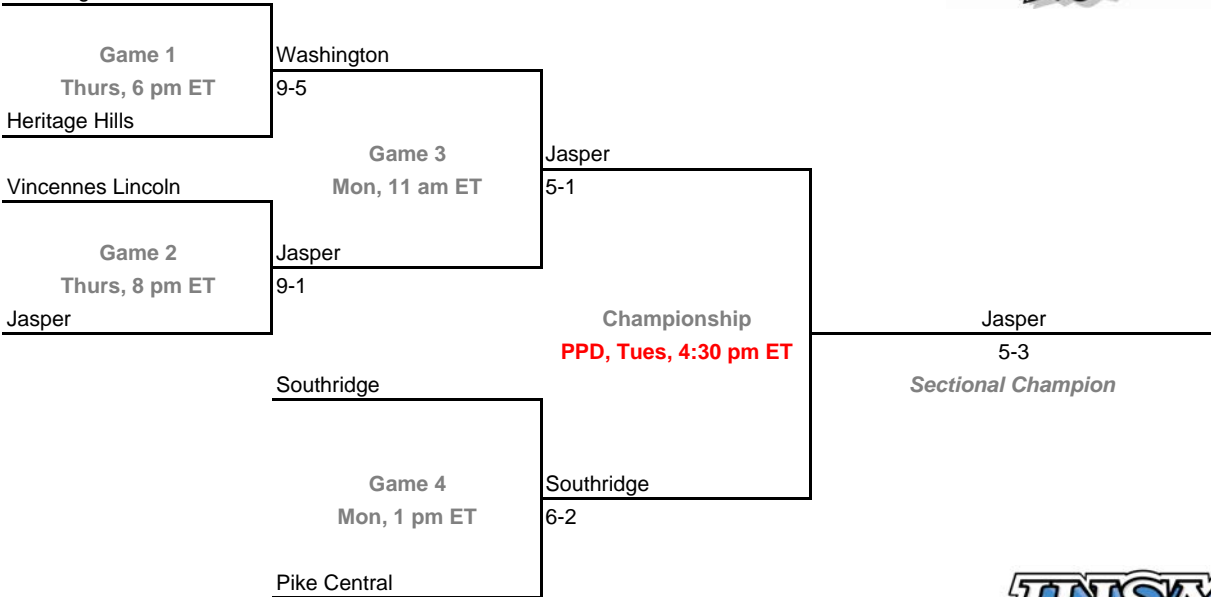 Game 1
Washington
Thurs, 6 pm ET
9-5
Heritage Hills
Game 3
Jasper
Vincennes Lincoln
Mon, 11 am ET
5-1
Game 2
Jasper
Thurs, 8 pm ET
9-1
Jasper
Championship
Jasper
PPD, Tues, 4:30 pm ET
5-3
Southridge
Sectional Champion
Game 4
Southridge
Mon, 1 pm ET
6-2
Pike Central